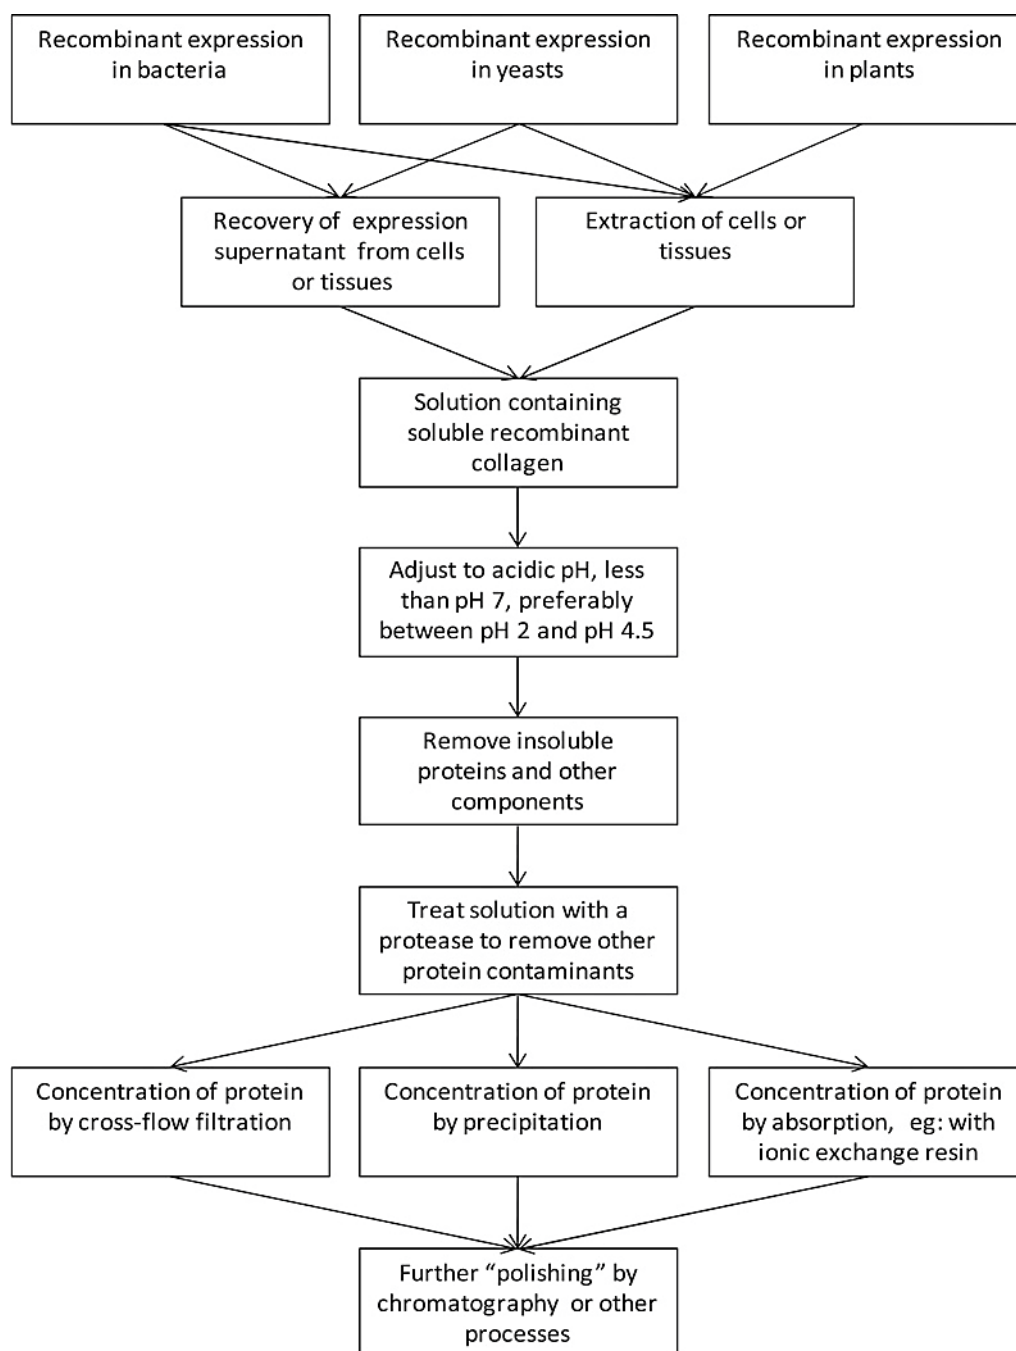 Recombinant expression
in bacteria
Recombinant expression
in yeasts
Recombinant expression
in plants
Recovery of expression
supernatant from cells
or tissues
Extraction of cells or
tissues
Solution containing
soluble recombinant
collagen
Adjust to acidic pH, less
than pH 7, preferably
between pH 2 and pH 4.5
Remove insoluble
proteins and other
components
Treat solution with a
protease to remove other
protein contaminants
Concentration of protein
by cross-flow filtration
Concentration of protein
by precipitation
Concentration of protein
by absorption, eg: with
ionic exchange resin
Further “polishing” by
chromatography or other
processes